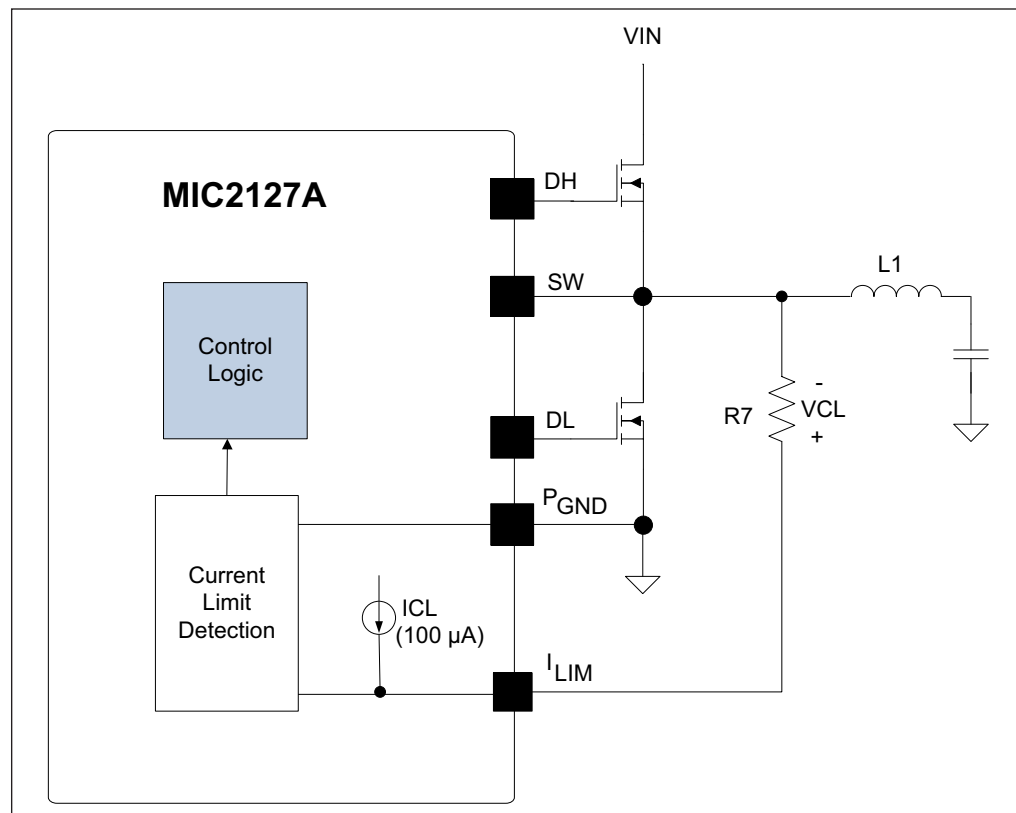 VIN
MIC2127A
DH
SW
L1
Control
Logic
-
R7
VCL
+
DL
PGND
Current
Limit
Detection
ICL
(100 µA)
ILIM